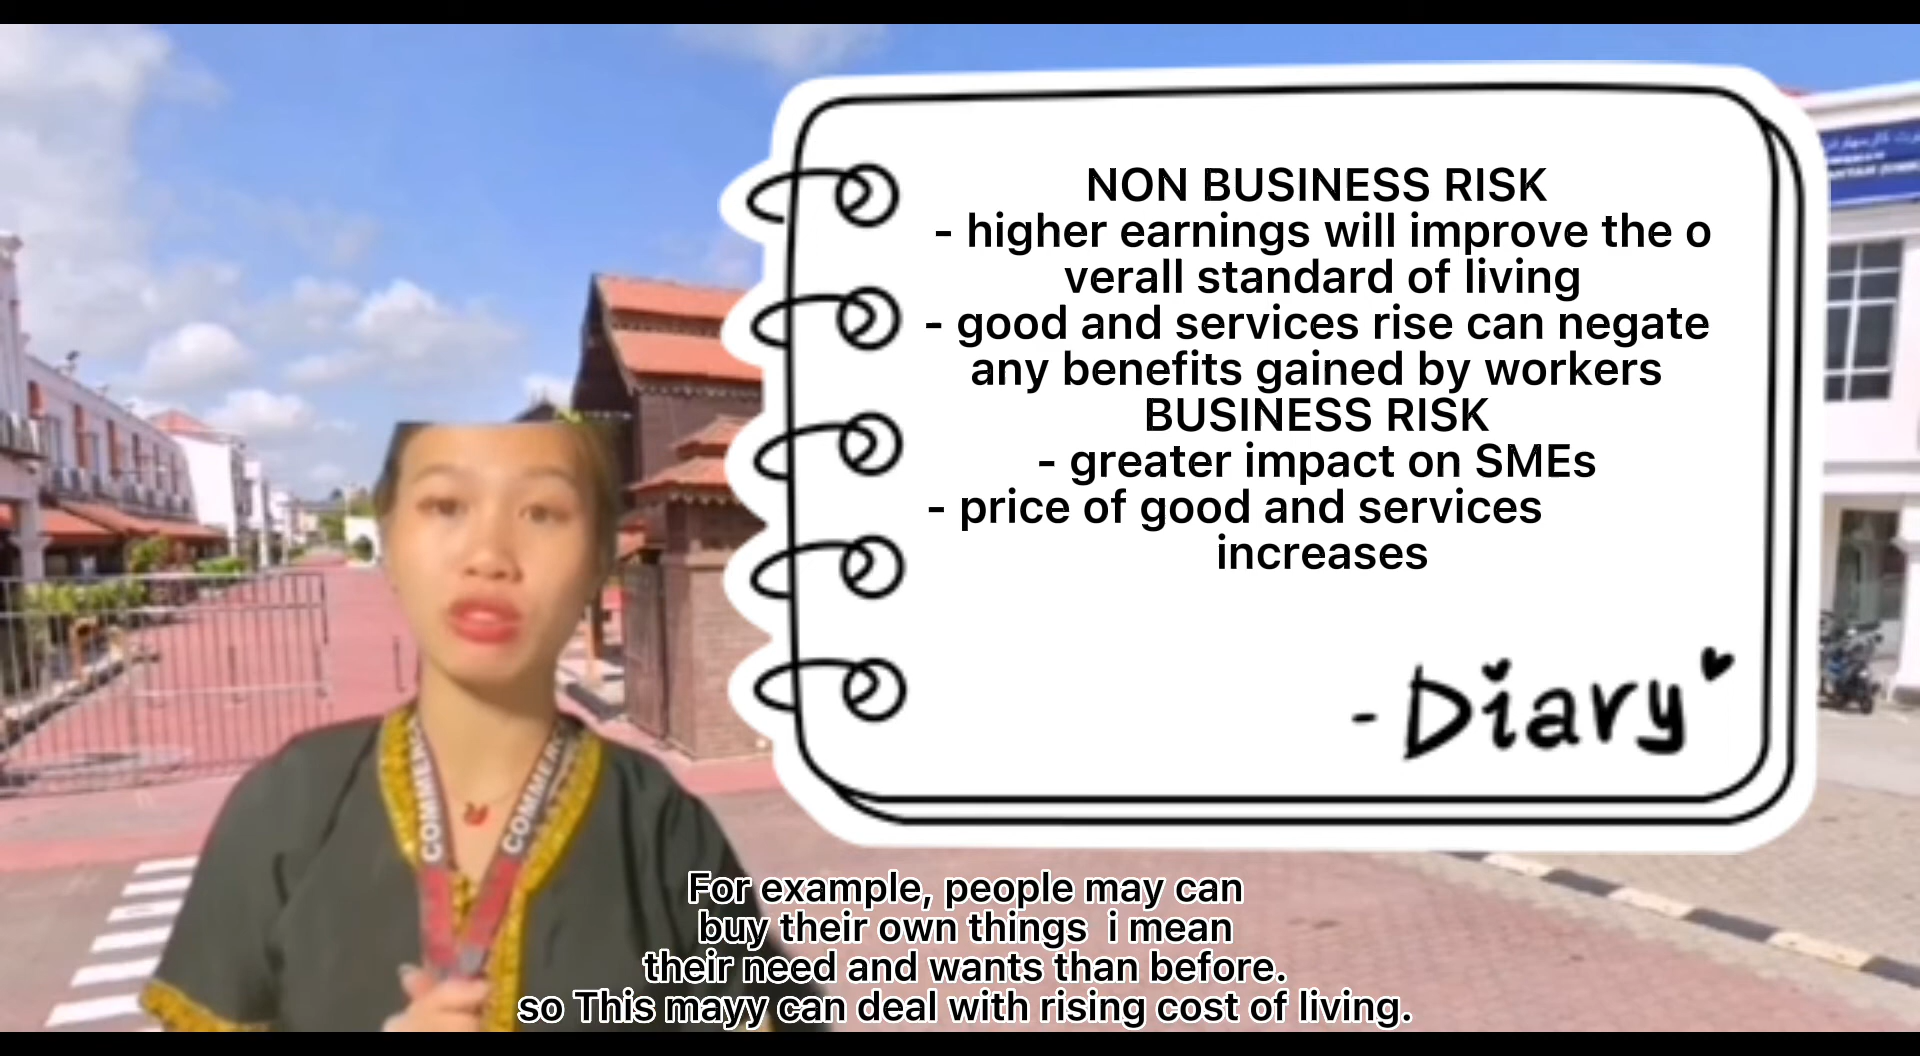 NON BUSINESS RISK
- higher earnings will improve the o
verall standard of living
- good and services rise can negate
any benefits gained by workers
BUSINESS RISK
- greater impact on SMEs
- price of good and services
increases
- Diary
COMMERC
COMMERC
For example, people may can
buy their own things  i mean
their need and wants than before.
so This mayy can deal with rising cost of living.